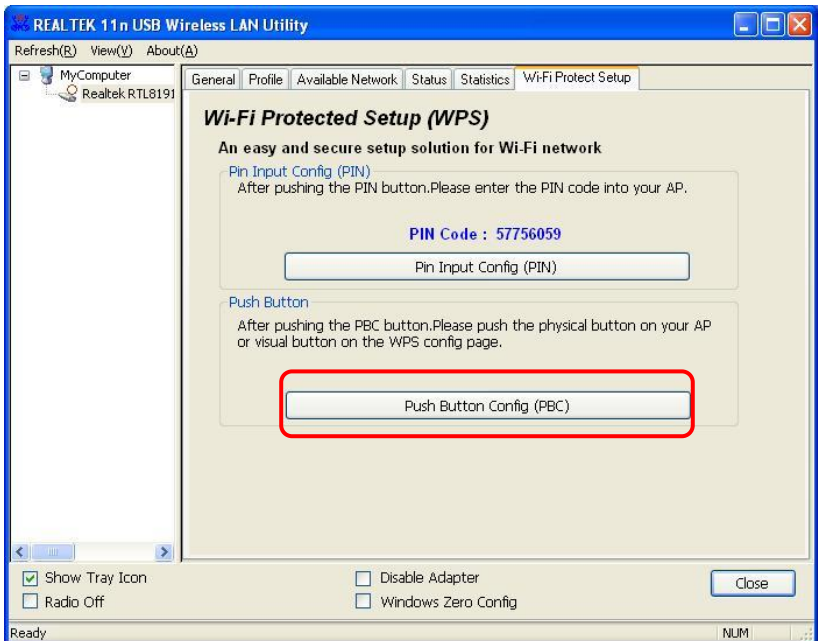 REALTEK 11n USB Wireless LAN Utility
Refresh(R) View(V) About(A)
MyComputer
Realtek RTL8191
General Profile Available Network Status Statistics Wi-Fi Protect Setup
Wi-Fi Protected Setup (WPS)
An easy and secure setup solution for Wi-Fi network
Pin Input Config (PIN)
After pushing the PIN button.Please enter the PIN code into your AP.
PIN Code : 57756059
Pin Input Config (PIN)
Push Button
After pushing the PBC button.Please push the physical button on your AP
or visual button on the WPS config page.
Push Button Config (PBC)
Show Tray Icon
Disable Adapter
Close
Radio Off
Windows Zero Config
Ready
NUM